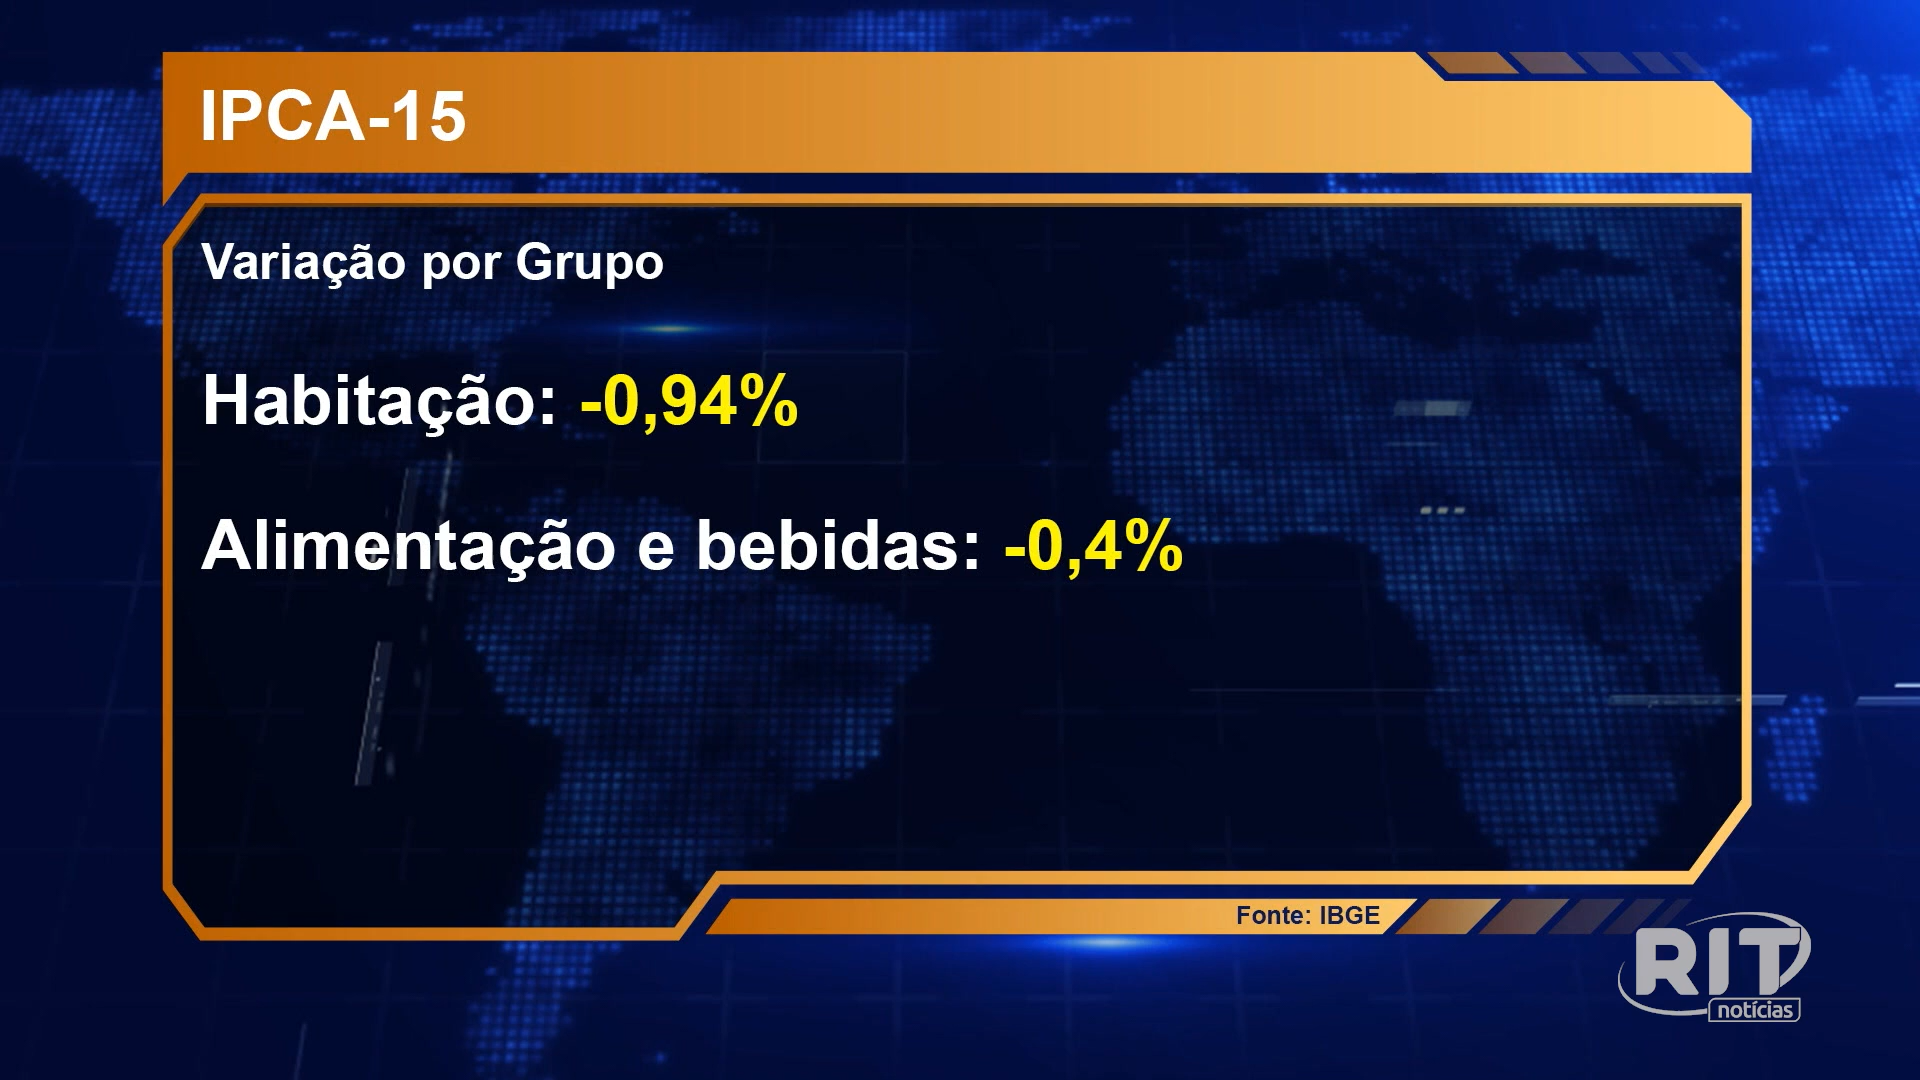 IPCA-15
Variação por Grupo
Habitação: -0,94%
Alimentação e bebidas: -0,4%
Fonte: IBGE
RIT
notícias